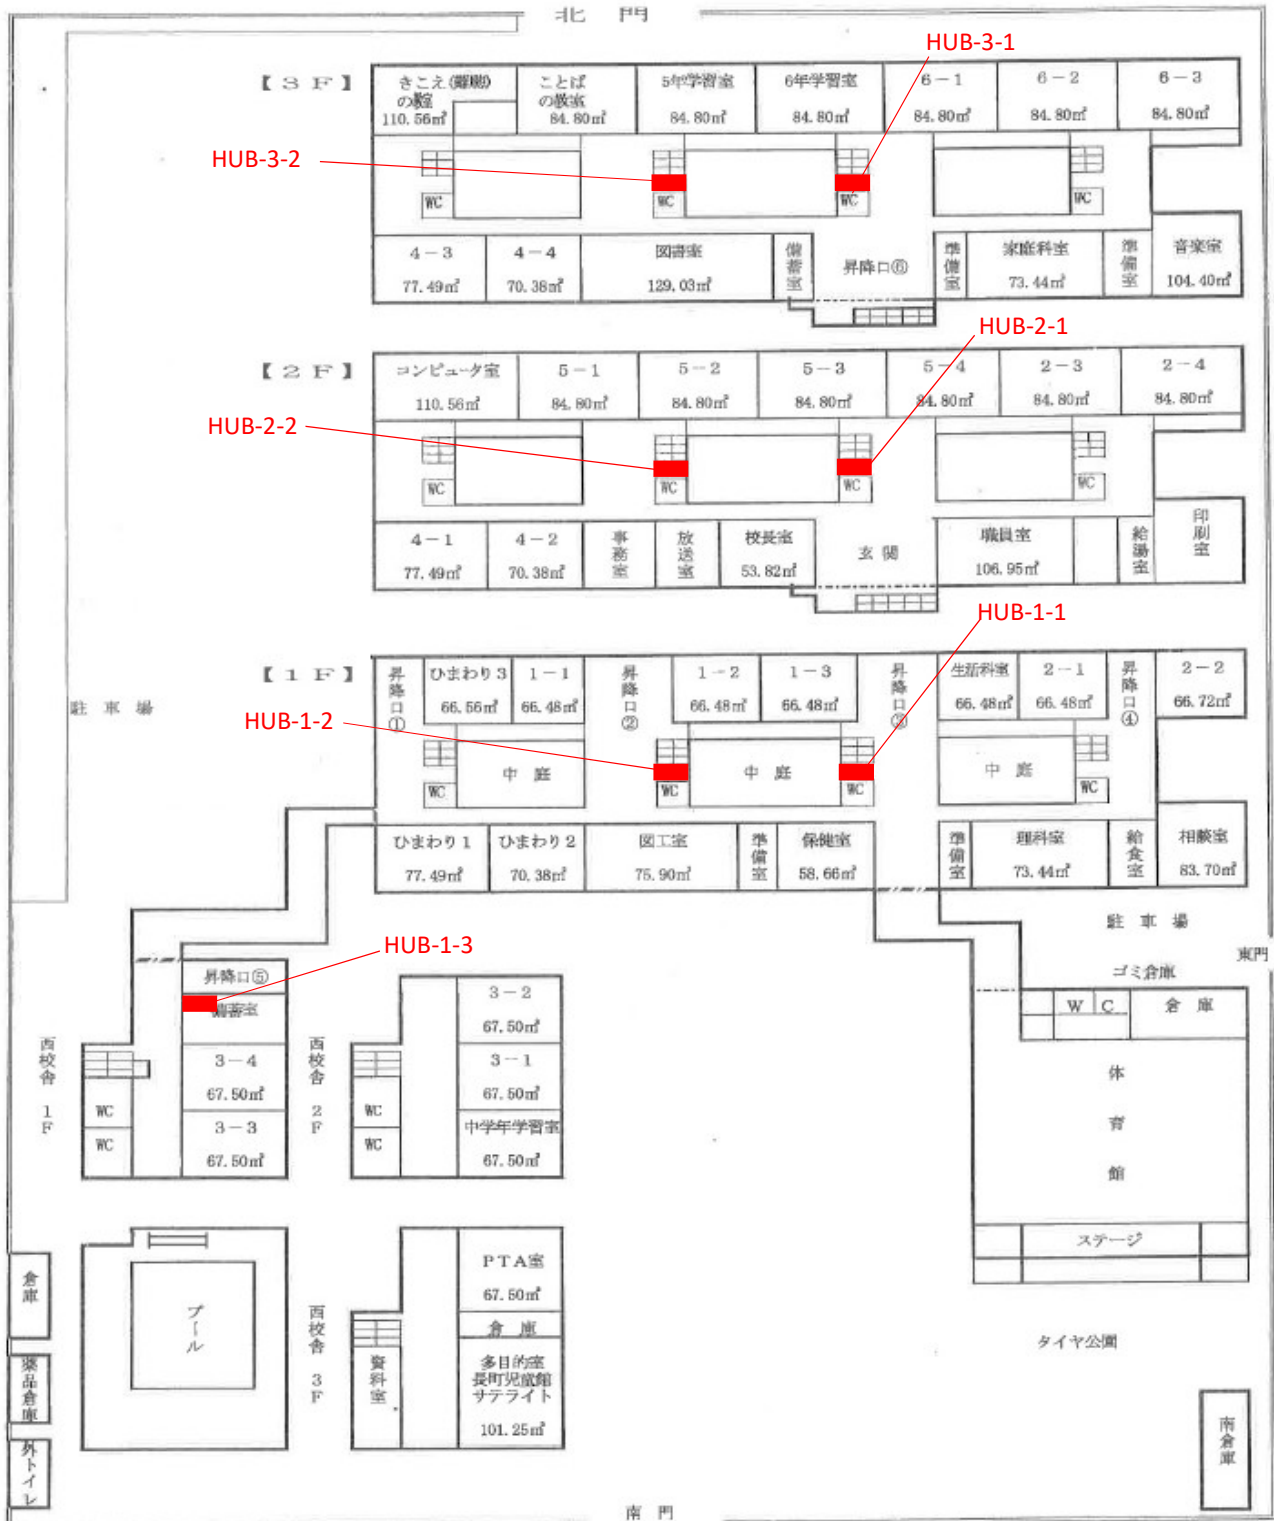 北 門
HUB-3-1
【3F】
きこえ(難聴)の教室
110.56㎡
ことばの教室
84.80㎡
5年学習室
84.80㎡
6年学習室
84.80㎡
6-1
84.80㎡
6-2
84.80㎡
6-3
84.80㎡
HUB-3-2
WC
WC
WC
WC
4-3
77.49㎡
4-4
70.38㎡
図書室
129.03㎡
備蓄室
昇降口⑥
準備室
家庭科室
73.44㎡
準備室
音楽室
104.40㎡
HUB-2-1
【2F】
コンピュータ室
110.56㎡
5-1
84.80㎡
5-2
84.80㎡
5-3
84.80㎡
5-4
84.80㎡
2-3
84.80㎡
2-4
84.80㎡
HUB-2-2
WC
WC
WC
WC
4-1
77.49㎡
4-2
70.38㎡
事務室
放送室
校長室
53.82㎡
玄関
職員室
106.95㎡
給湯室
印刷室
HUB-1-1
【1F】
昇降口①
ひまわり3
66.56㎡
1-1
66.48㎡
昇降口②
1-2
66.48㎡
1-3
66.48㎡
昇降口③
生活科室
66.48㎡
2-1
66.48㎡
昇降口④
2-2
66.72㎡
駐車場
HUB-1-2
中庭
中庭
中庭
WC
WC
WC
WC
ひまわり1
77.49㎡
ひまわり2
70.38㎡
図工室
75.90㎡
準備室
保健室
58.66㎡
準備室
理科室
73.44㎡
給食室
相談室
83.70㎡
駐車場
東門
HUB-1-3
西校舎 1F
昇降口⑤
備蓄室
3-4
67.50㎡
3-3
67.50㎡
WC
WC
西校舎 2F
3-2
67.50㎡
3-1
67.50㎡
中学年学習室
67.50㎡
WC
WC
ゴミ倉庫
WC
倉庫
体育館
ステージ
倉庫
薬品倉庫
外トイレ
プール
西校舎 3F
PTA室
67.50㎡
倉庫
資料室
多目的室
長町児童館
サテライト
101.25㎡
タイヤ公園
南倉庫
南門